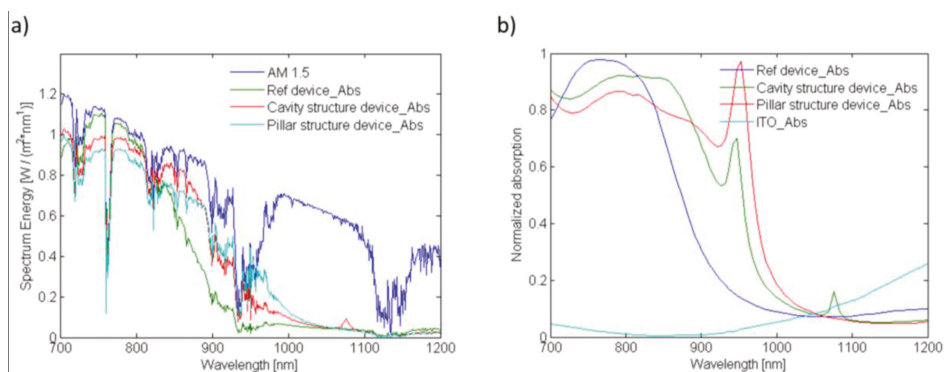 a)
AM 1.5
Ref device_Abs
Cavity structure device_Abs
Pillar structure device_Abs
Spectrum Energy [W / (m²nm¹)]
1.2
1
0.8
0.6
0.4
0.2
0
700 800 900 1000 1100 1200
Wavelength [nm]
b)
Ref device_Abs
Cavity structure device_Abs
Pillar structure device_Abs
ITO_Abs
Normalized absorption
1
0.8
0.6
0.4
0.2
0
700 800 900 1000 1100 1200
Wavelength [nm]